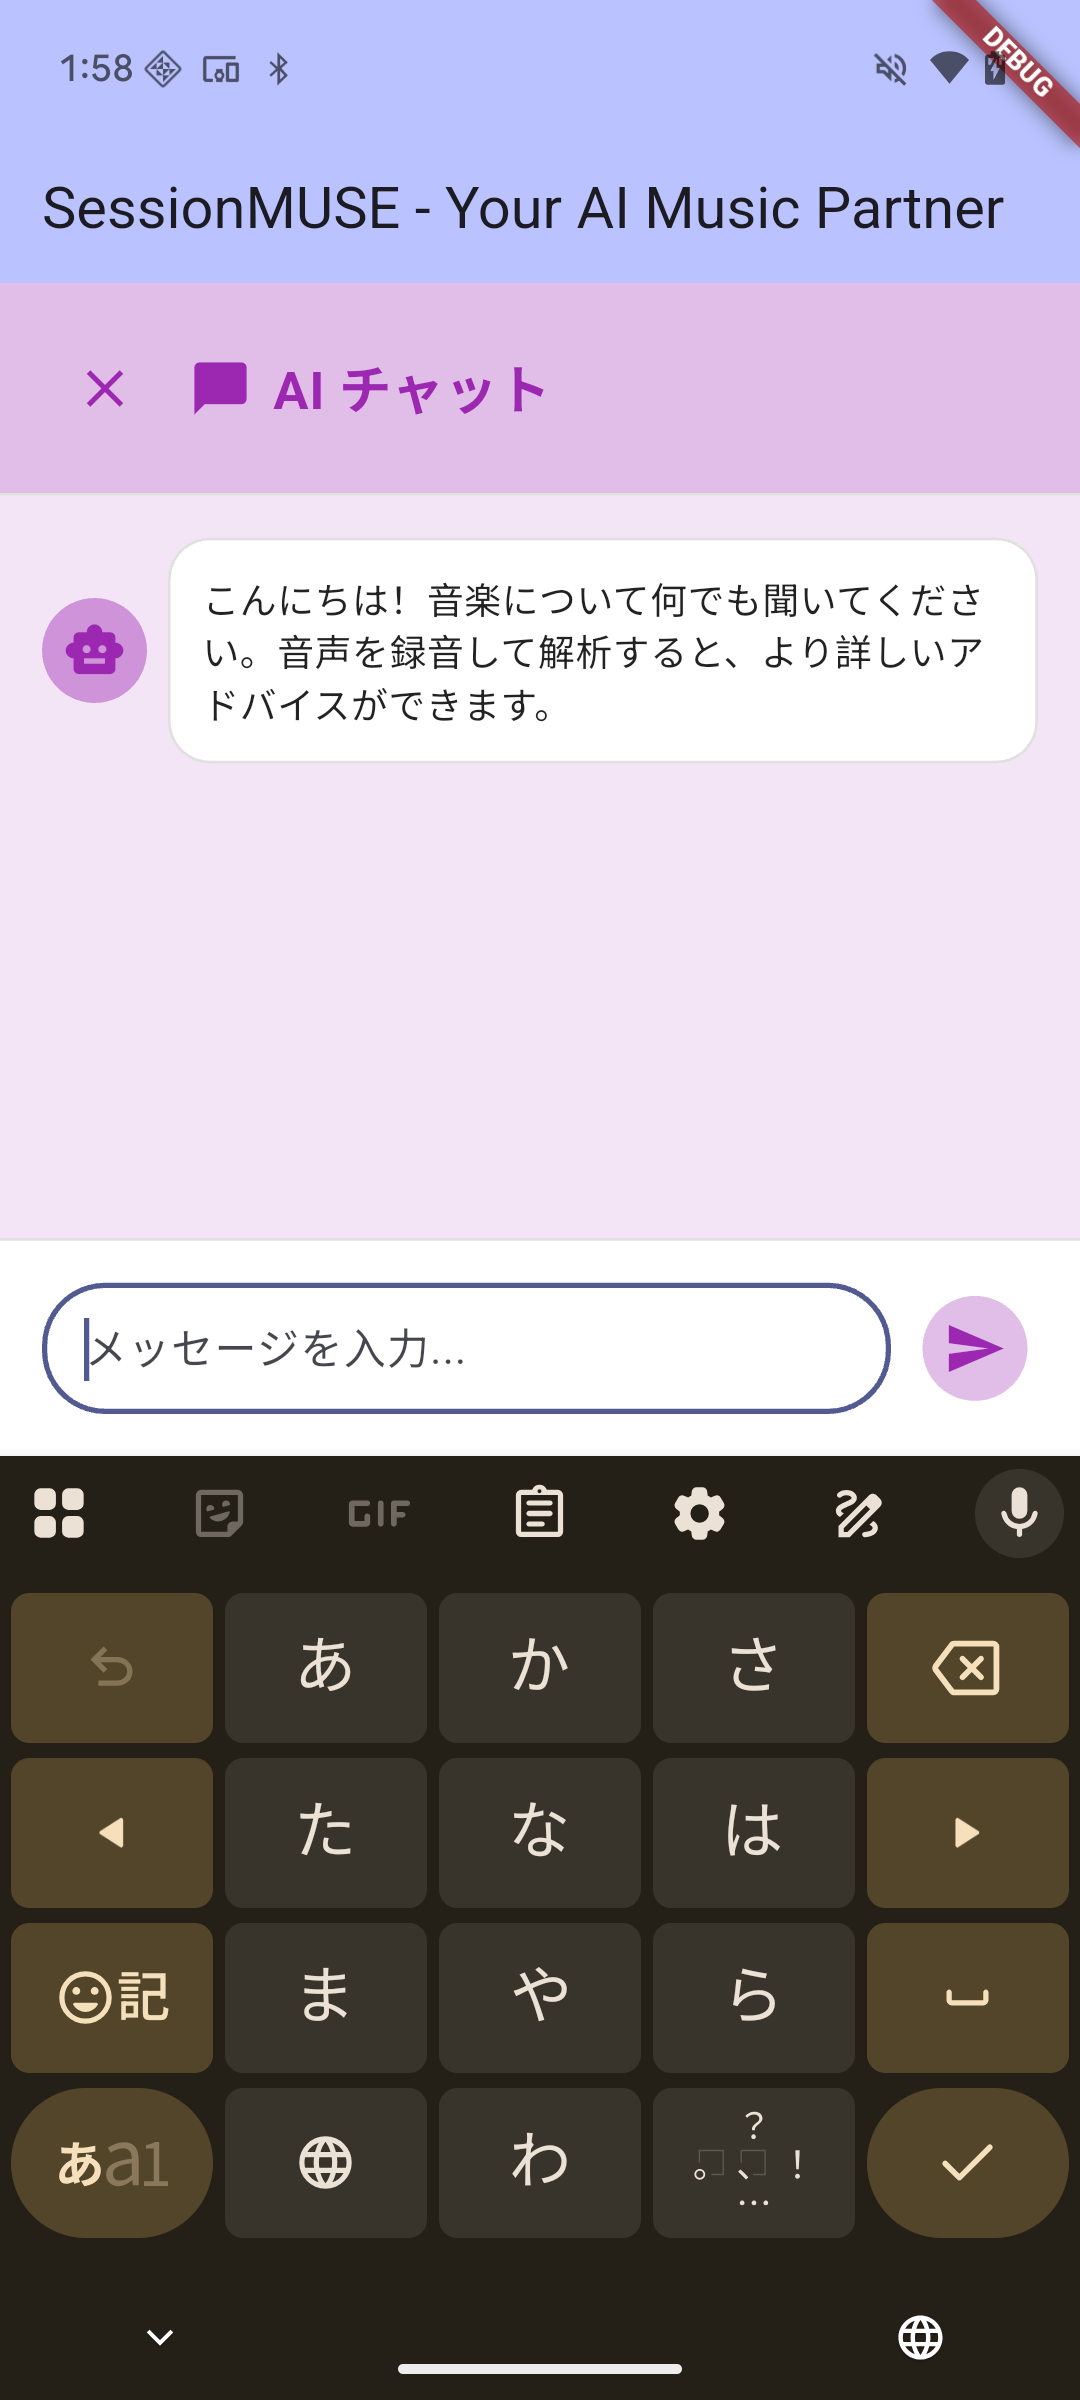 1:58
DEBUG
SessionMUSE - Your AI Music Partner
AI チャット
こんにちは！音楽について何でも聞いてくださ
い。音声を録音して解析すると、より詳しいア
ドバイスができます。
メッセージを入力...
GIF
あ か さ
た な は
記 ま や ら
あa1 わ 。?、!…